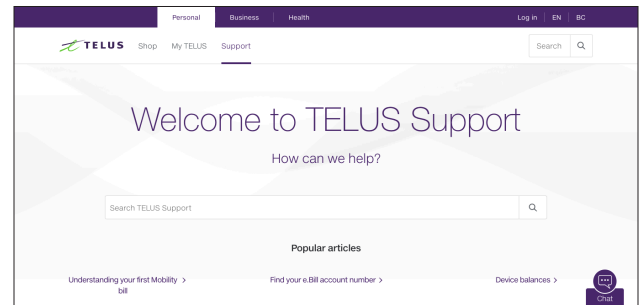 Personal Business Health Log in EN BC
TELUS Shop My TELUS Support Search
Welcome to TELUS Support
How can we help?
Search TELUS Support
Popular articles
Understanding your first Mobility > Find your e.Bill account number > Device balances >
bill
Chat